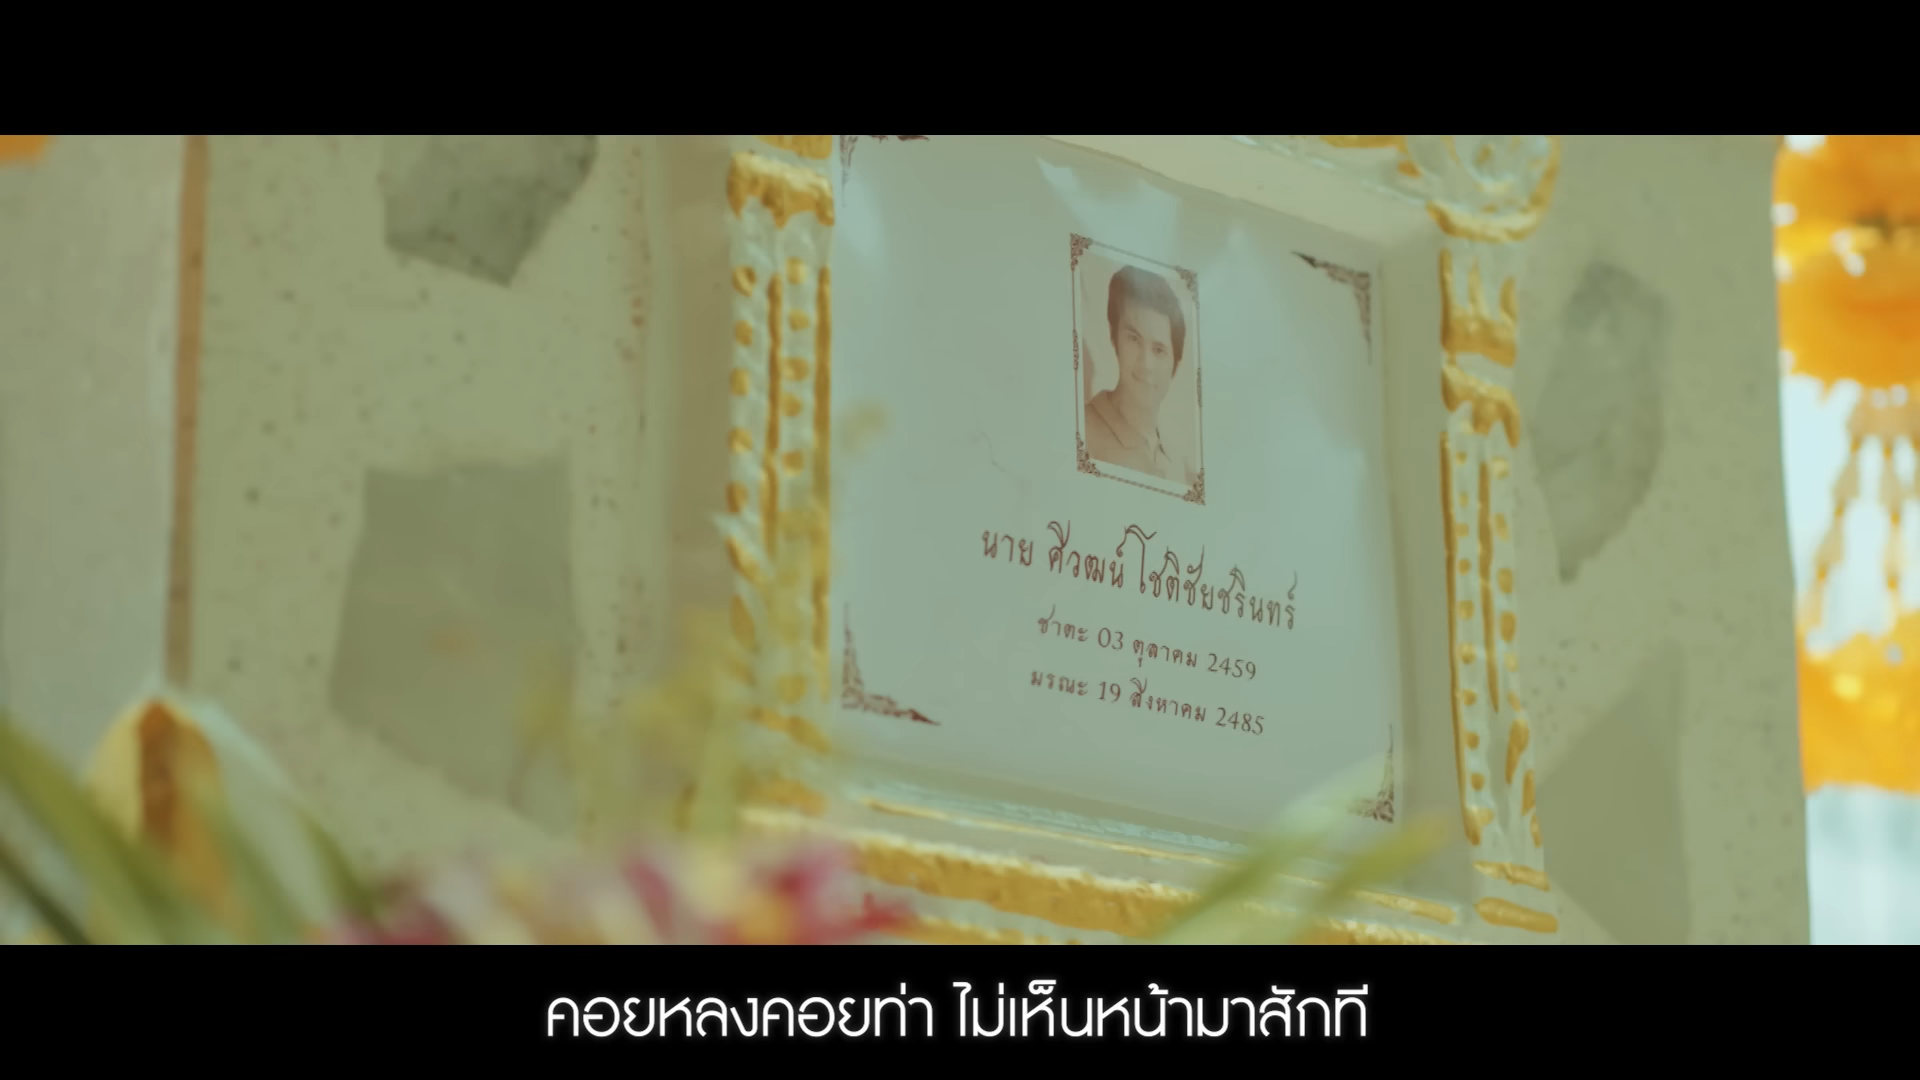 นาย ศีวฒน์ โชติชัยชรินทร์
ชาตะ 03 ตุลาคม 2459
มรณะ 19 สิงหาคม 2485
คอยหลงคอยท่า ไม่เห็นหน้ามาสักที